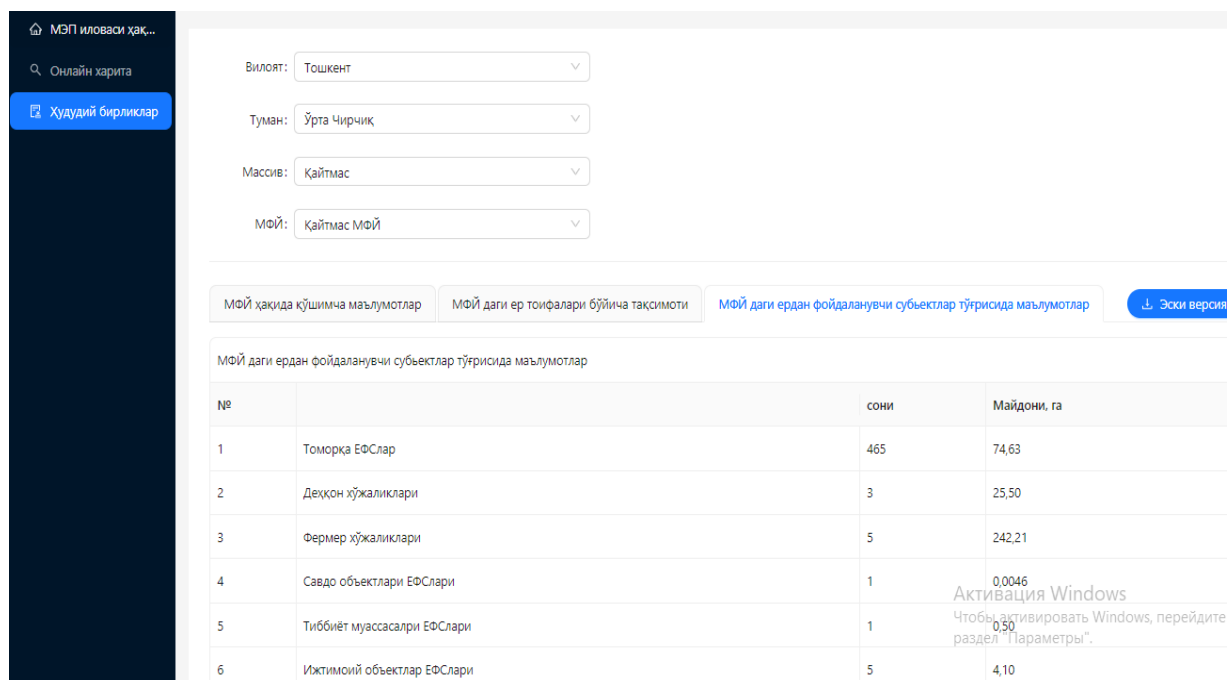 МЭП иловаси ҳақ...
Онлайн харита
Ҳудудий бирликлар
Вилоят: Тошкент
Туман: Ўрта Чирчиқ
Массив: Қайтмас
МФЙ: Қайтмас МФЙ
МФЙ ҳақида қўшимча маълумотлар МФЙ даги ер тоифалари бўйича тақсимоти МФЙ даги ердан фойдаланувчи субьектлар тўғрисида маълумотлар Эски версия
МФЙ даги ердан фойдаланувчи субьектлар тўғрисида маълумотлар
№ сони Майдони, га
1 Томорқа ЕФСлар 465 74,63
2 Деҳқон хўжаликлари 3 25,50
3 Фермер хўжаликлари 5 242,21
4 Савдо объектлари ЕФСлари 1 0,0046
5 Тиббиёт муассасалри ЕФСлари 1 0,50
6 Ижтимоий объектлар ЕФСлари 5 4,10
Активация Windows
Чтобы активировать Windows, перейдите
раздел "Параметры".